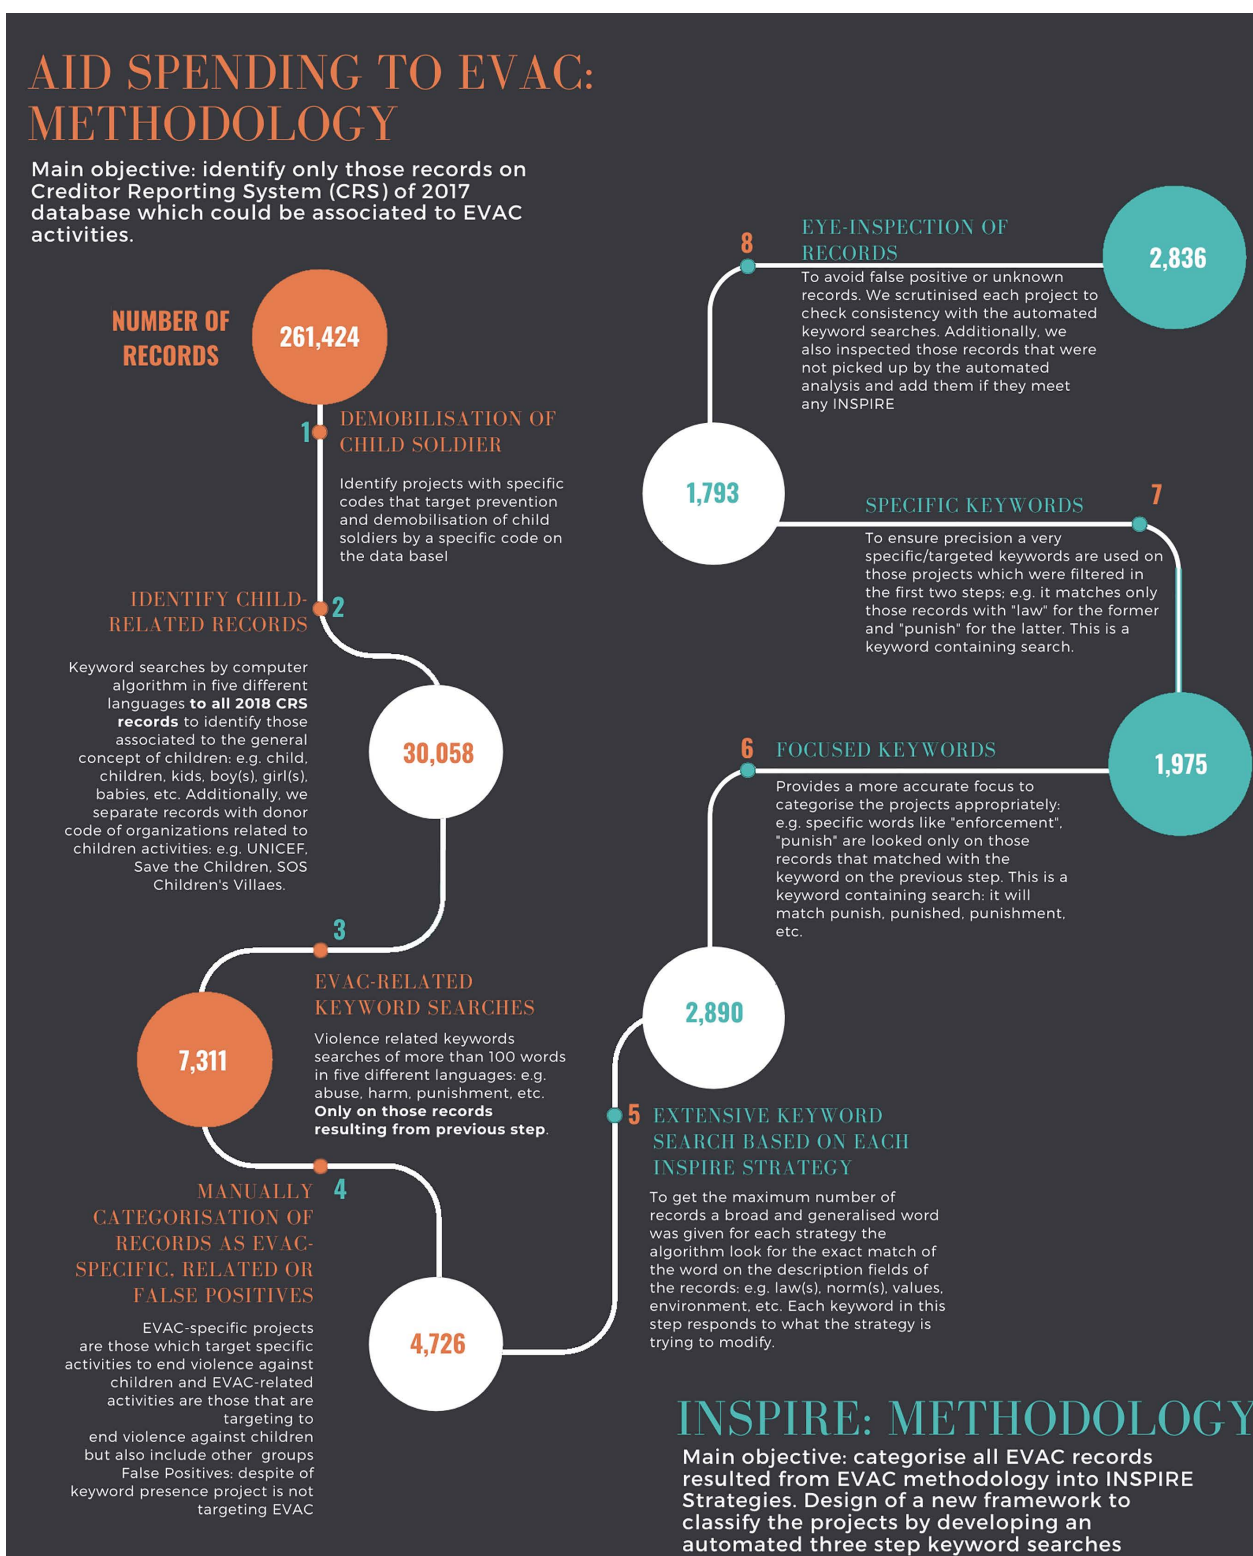 AID SPENDING TO EVAC:
METHODOLOGY
Main objective: identify only those records on
Creditor Reporting System (CRS) of 2017
database which could be associated to EVAC
activities.
NUMBER OF
RECORDS
261,424
1
DEMOBILISATION OF
CHILD SOLDIER
Identify projects with specific
codes that target prevention
and demobilisation of child
soldiers by a specific code on
the data basel
IDENTIFY CHILD-
RELATED RECORDS
2
Keyword searches by computer
algorithm in five different
languages to all 2018 CRS
records to identify those
associated to the general
concept of children: e.g. child,
children, kids, boy(s), girl(s),
babies, etc. Additionally, we
separate records with donor
code of organizations related to
children activities: e.g. UNICEF,
Save the Children, SOS
Children's Villaes.
30,058
3
EVAC-RELATED
KEYWORD SEARCHES
Violence related keywords
searches of more than 100 words
in five different languages: e.g.
abuse, harm, punishment, etc.
Only on those records
resulting from previous step.
7,311
4
MANUALLY
CATEGORISATION OF
RECORDS AS EVAC-
SPECIFIC, RELATED OR
FALSE POSITIVES
EVAC-specific projects
are those which target specific
activities to end violence against
children and EVAC-related
activities are those that are
targeting to
end violence against children
but also include other groups
False Positives: despite of
keyword presence project is not
targeting EVAC
4,726
INSPIRE: METHODOLOGY
Main objective: categorise all EVAC records
resulted from EVAC methodology into INSPIRE
Strategies. Design of a new framework to
classify the projects by developing an
automated three step keyword searches
5
EXTENSIVE KEYWORD
SEARCH BASED ON EACH
INSPIRE STRATEGY
To get the maximum number of
records a broad and generalised word
was given for each strategy the
algorithm look for the exact match of
the word on the description fields of
the records: e.g. law(s), norm(s), values,
environment, etc. Each keyword in this
step responds to what the strategy is
trying to modify.
2,890
6
FOCUSED KEYWORDS
Provides a more accurate focus to
categorise the projects appropriately:
e.g. specific words like "enforcement",
"punish" are looked only on those
records that matched with the
keyword on the previous step. This is a
keyword containing search: it will
match punish, punished, punishment,
etc.
1,975
7
SPECIFIC KEYWORDS
To ensure precision a very
specific/targeted keywords are used on
those projects which were filtered in
the first two steps; e.g. it matches only
those records with "law" for the former
and "punish" for the latter. This is a
keyword containing search.
1,793
8
EYE-INSPECTION OF
RECORDS
To avoid false positive or unknown
records. We scrutinised each project to
check consistency with the automated
keyword searches. Additionally, we
also inspected those records that were
not picked up by the automated
analysis and add them if they meet
any INSPIRE
2,836